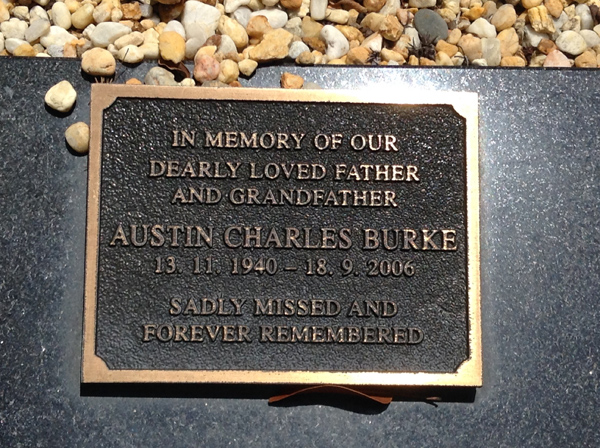 IN MEMORY OF OUR
DEARLY LOVED FATHER
AND GRANDFATHER
AUSTIN CHARLES BURKE
13. 11. 1940 – 18. 9. 2006
SADLY MISSED AND
FOREVER REMEMBERED